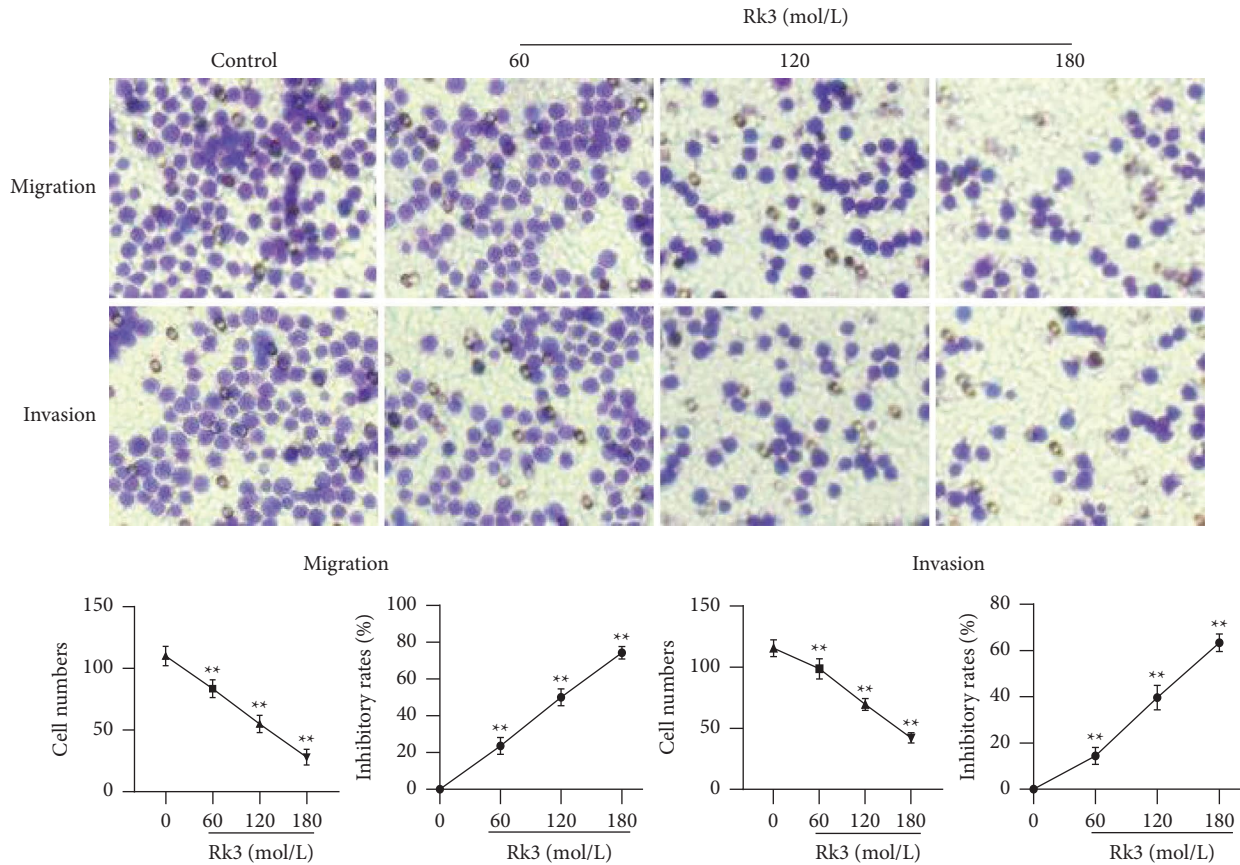 Rk3 (mol/L)
Control 60 120 180
Migration
Invasion
Migration
Invasion
Cell numbers
150
100
50
0
** ** **
0 60 120 180
Rk3 (mol/L)
Inhibitory rates (%)
100
80
60
40
20
0
** ** **
0 60 120 180
Rk3 (mol/L)
Cell numbers
150
100
50
0
** ** **
0 60 120 180
Rk3 (mol/L)
Inhibitory rates (%)
80
60
40
20
0
** ** **
0 60 120 180
Rk3 (mol/L)